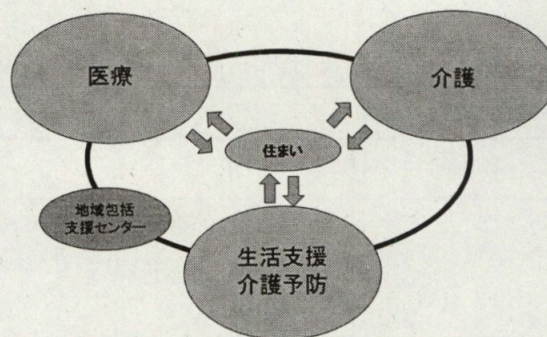 医療
介護
住まい
地域包括
支援センター
生活支援
介護予防